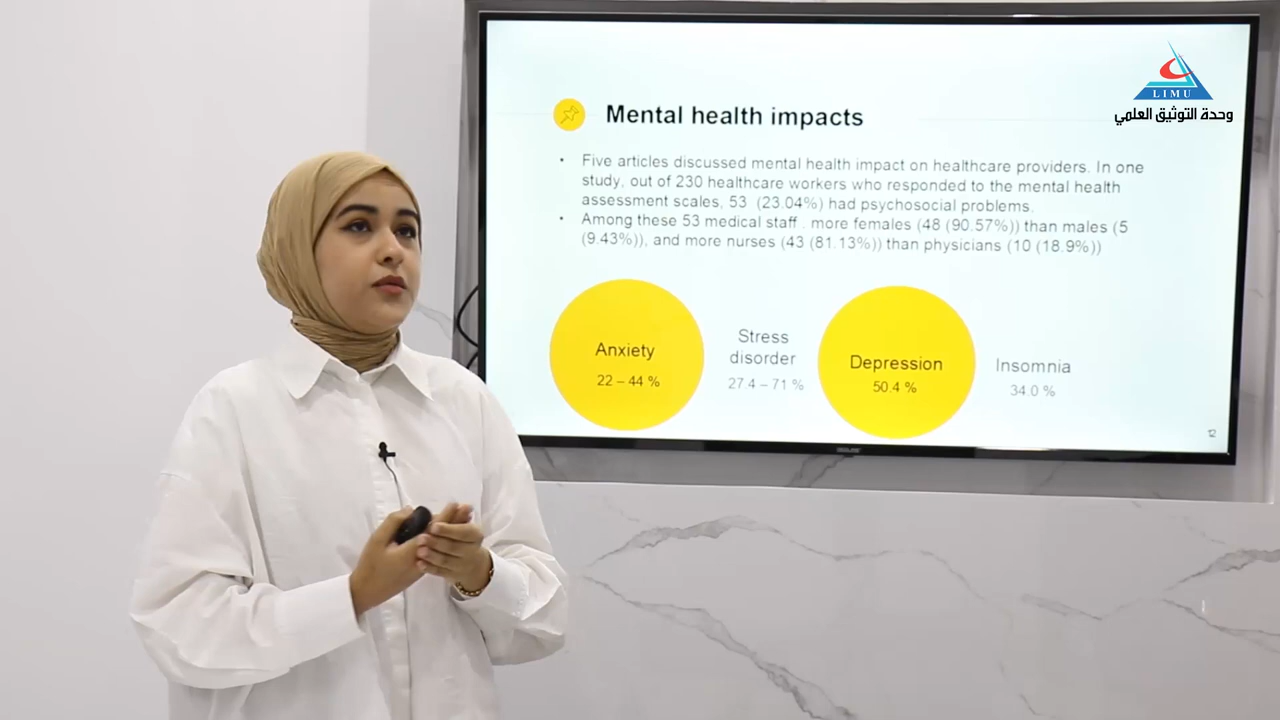 LIMU
وحدة التوثيق العلمي
Mental health impacts
• Five articles discussed mental health impact on healthcare providers. In one
study, out of 230 healthcare workers who responded to the mental health
assessment scales, 53 (23.04%) had psychosocial problems.
• Among these 53 medical staff . more females (48 (90.57%)) than males (5
(9.43%)), and more nurses (43 (81.13%)) than physicians (10 (18.9%))
Anxiety
22 – 44 %
Stress
disorder
27.4 – 71 %
Depression
50.4 %
Insomnia
34.0 %
12